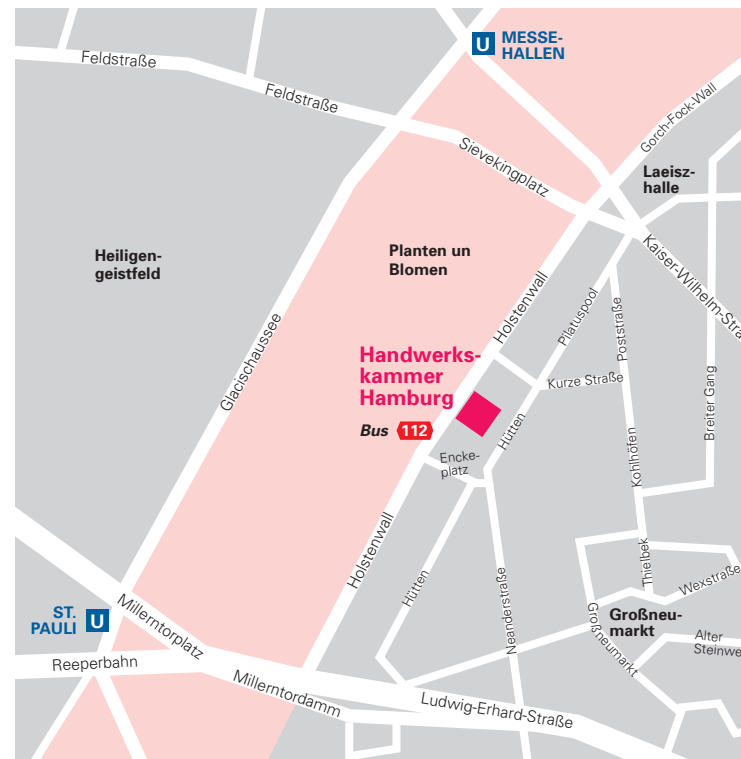 U MESSE-
HALLEN
Feldstraße
Feldstraße
Gorch-Fock-Wall
Sievekingplatz
Laeisz-
halle
Heiligen-
geistfeld
Planten un
Blomen
Kaiser-Wilhelm-Stra
Holstenwall
Pilatuspool
Poststraße
Glacischaussee
Handwerks-
kammer
Hamburg
Kurze Straße
Breiter Gang
Bus 112
Hütten
Encke-
platz
Kohlhöfen
Holstenwall
Hütten
Neanderstraße
Thielbek
Wexstraße
ST.
PAULI U
Millerntorplatz
Großneumarkt
Großneu-
markt
Alter
Steinwe
Reeperbahn
Millerntordamm
Ludwig-Erhard-Straße